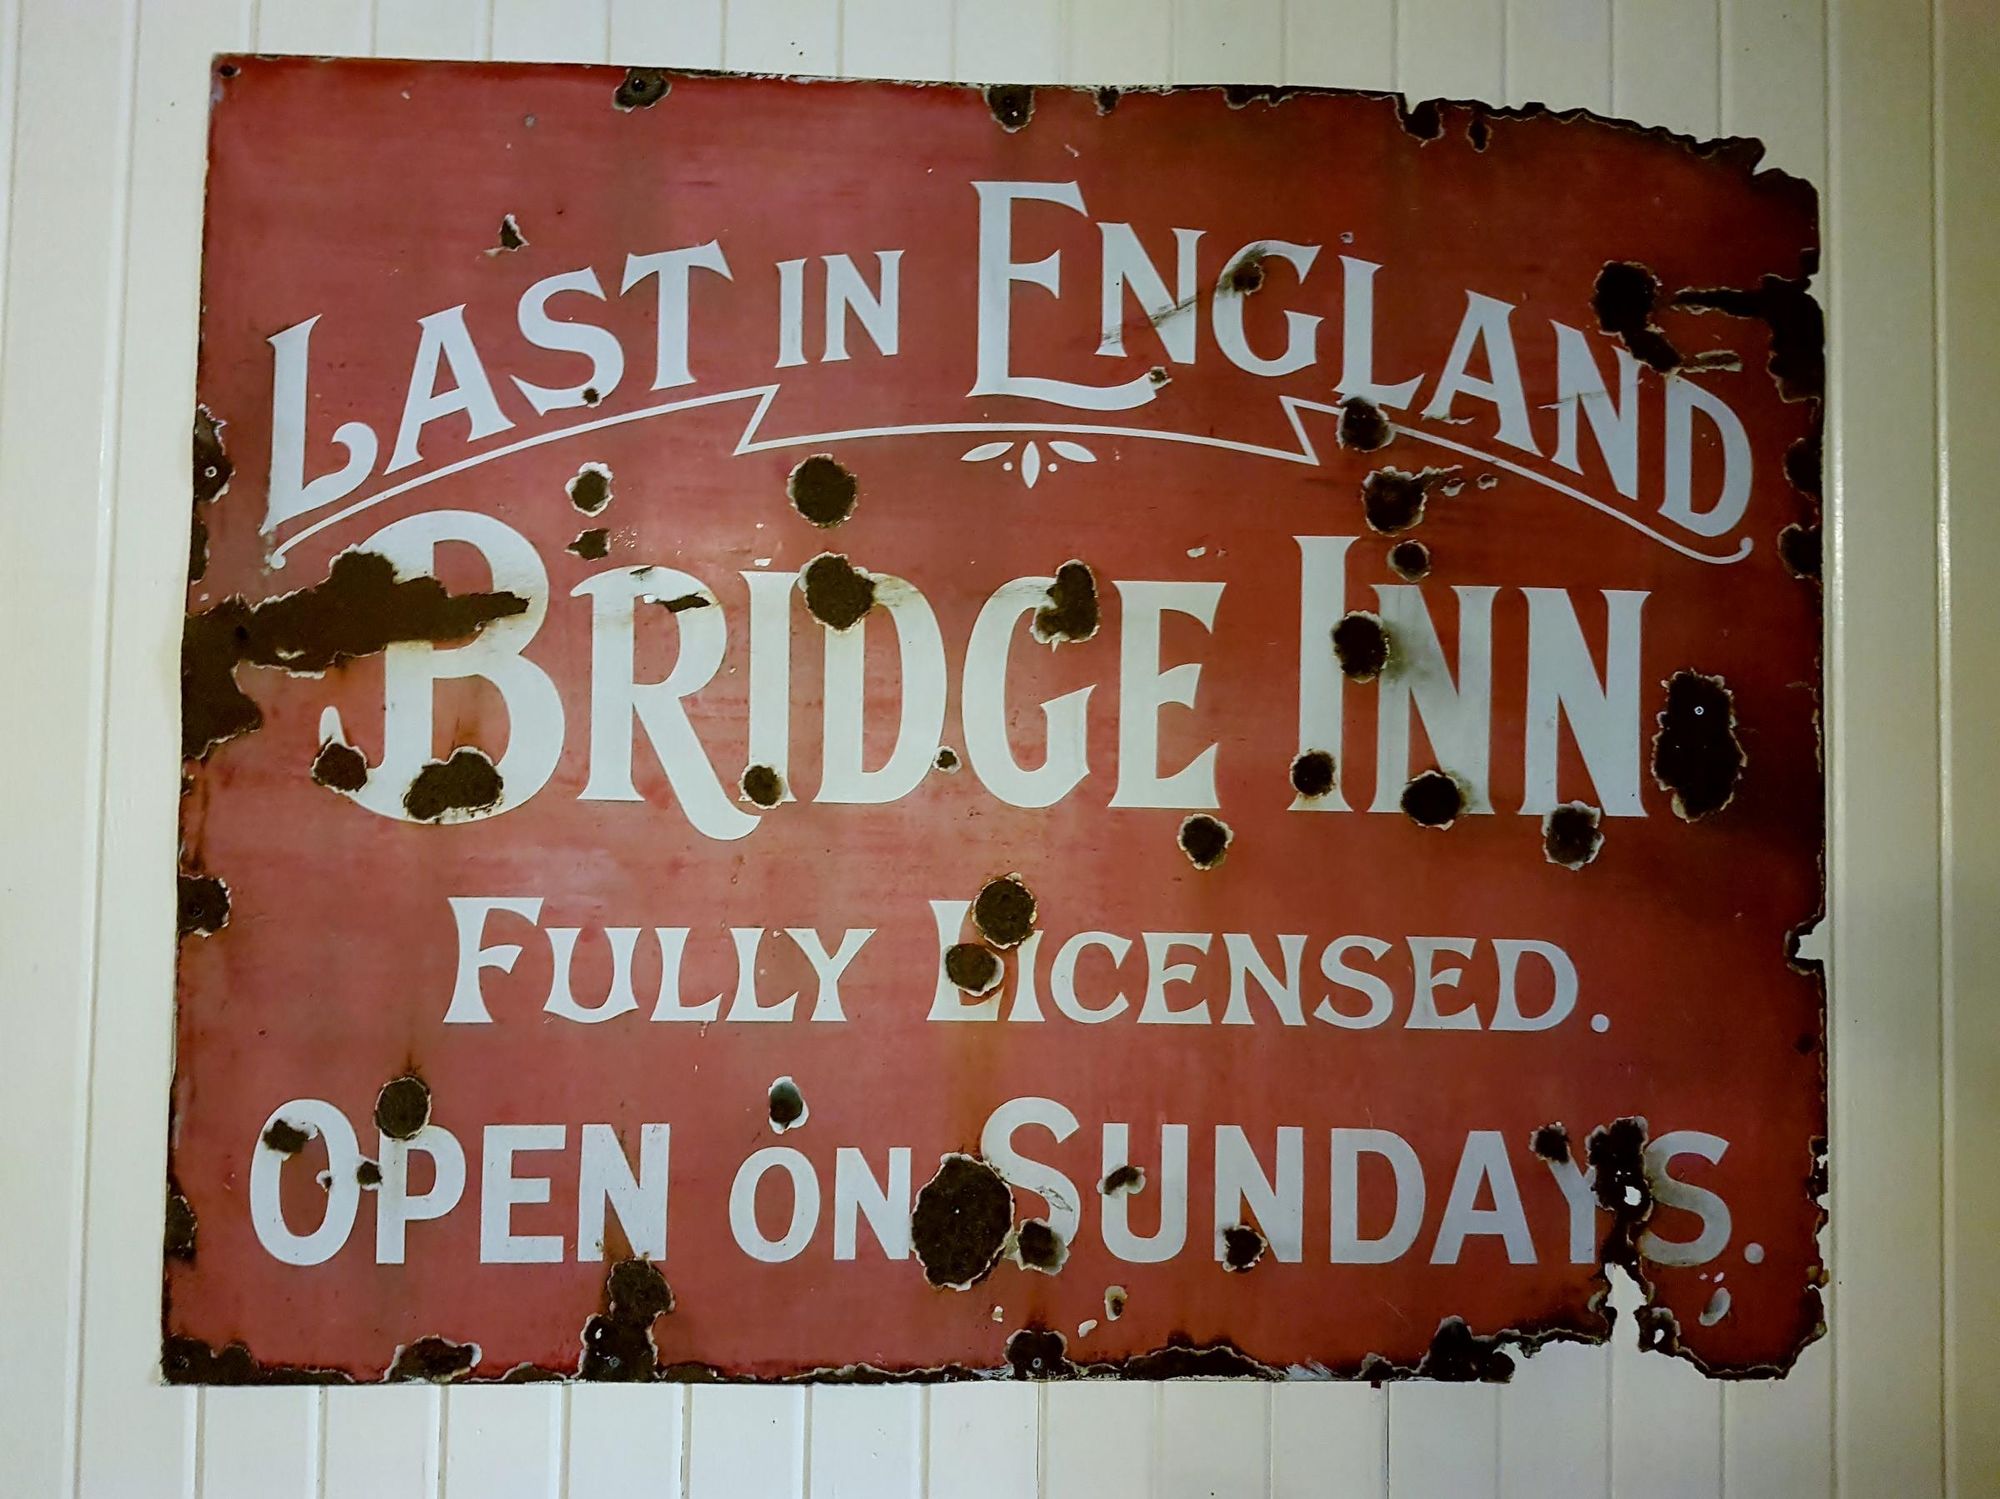 LAST IN ENGLAND
BRIDGE INN
FULLY LICENSED.
OPEN ON SUNDAYS.